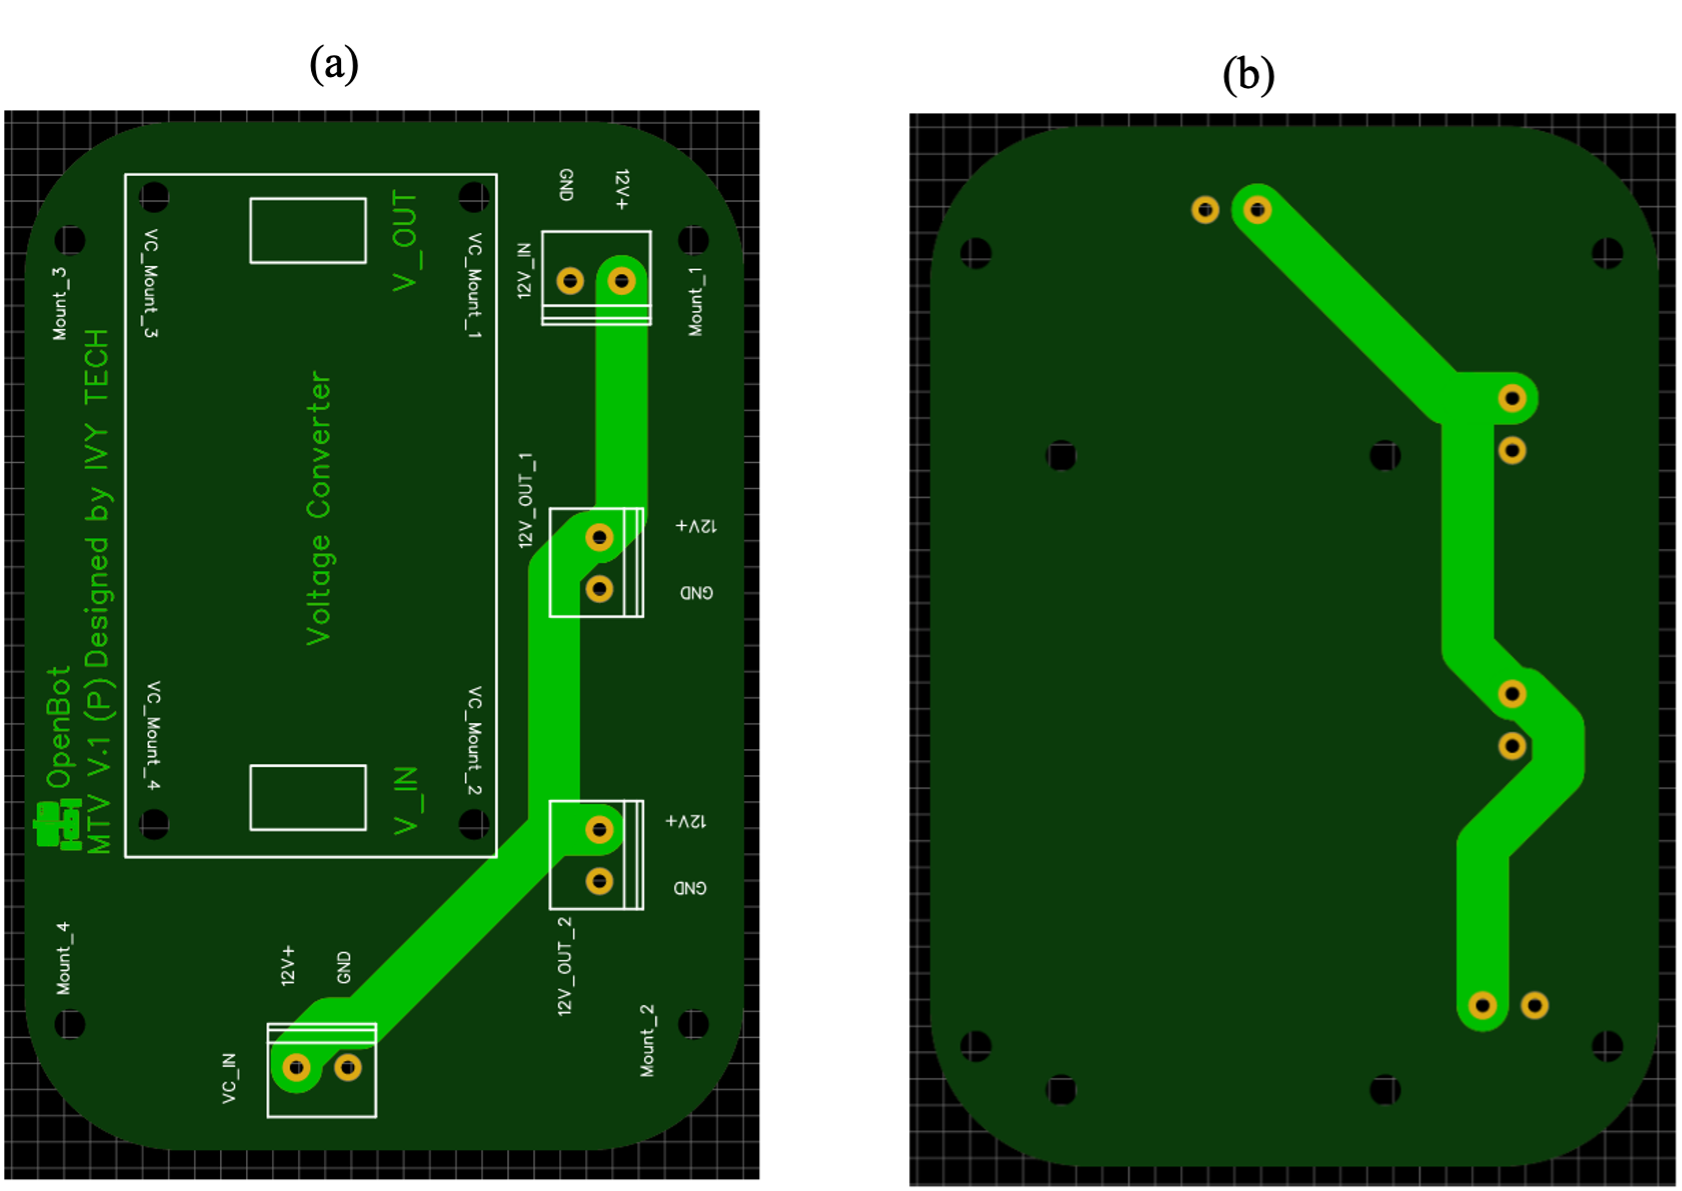 (a)
(b)
GND
12V+
12V_IN
V_OUT
VC_Mount_3
VC_Mount_1
Mount_3
Mount_1
MTV V.1 (P) Designed by IVY TECH
OpenBot
Voltage Converter
12V_OUT_1
12V+
GND
VC_Mount_4
VC_Mount_2
V_IN
12V+
GND
12V_OUT_2
Mount_4
12V+
GND
Mount_2
VC_IN